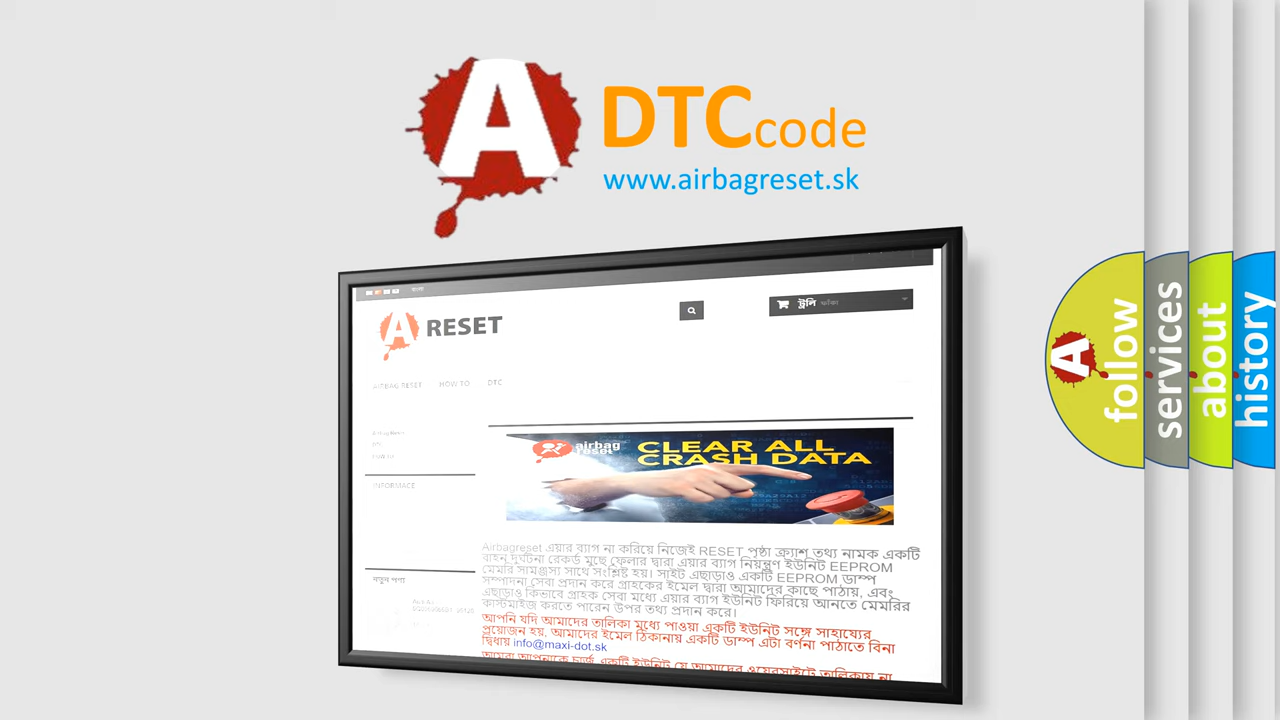 A
DTC code
www.airbagreset.sk
বাংলা
A RESET
ট্রলি ফাঁকা
AIRBAG RESET HOW TO DTC
INFORMACE
airbag
reset
CLEAR ALL
CRASH DATA
Airbagreset এয়ার ব্যাগ না করিয়ে নিজেই RESET পৃষ্ঠা ক্র্যাশ তথ্য নামক একটি
বাহন দুর্ঘটনা রেকর্ড মুছে ফেলার দ্বারা এয়ার ব্যাগ নিয়ন্ত্রণ ইউনিট EEPROM
মেমরি সামঞ্জস্য সাথে সংশ্লিষ্ট হয়। সাইট এছাড়াও একটি EEPROM ডাম্প
সম্পাদনা সেবা প্রদান করে গ্রাহকের ইমেল দ্বারা আমাদের কাছে পাঠায়, এবং
এছাড়াও কিভাবে গ্রাহক সেবা মধ্যে এয়ার ব্যাগ ইউনিট ফিরিয়ে আনতে মেমরির
কাস্টমাইজ করতে পারেন উপর তথ্য প্রদান করে।
আপনি যদি আমাদের তালিকা মধ্যে পাওয়া একটি ইউনিট সঙ্গে সাহায্যের
প্রয়োজন হয়, আমাদের ইমেল ঠিকানায় একটি ডাম্প এটা বর্ণনা পাঠাতে বিনা
দ্বিধায় info@maxi-dot.sk
নতুন পণ্য
A follow
services
about
history